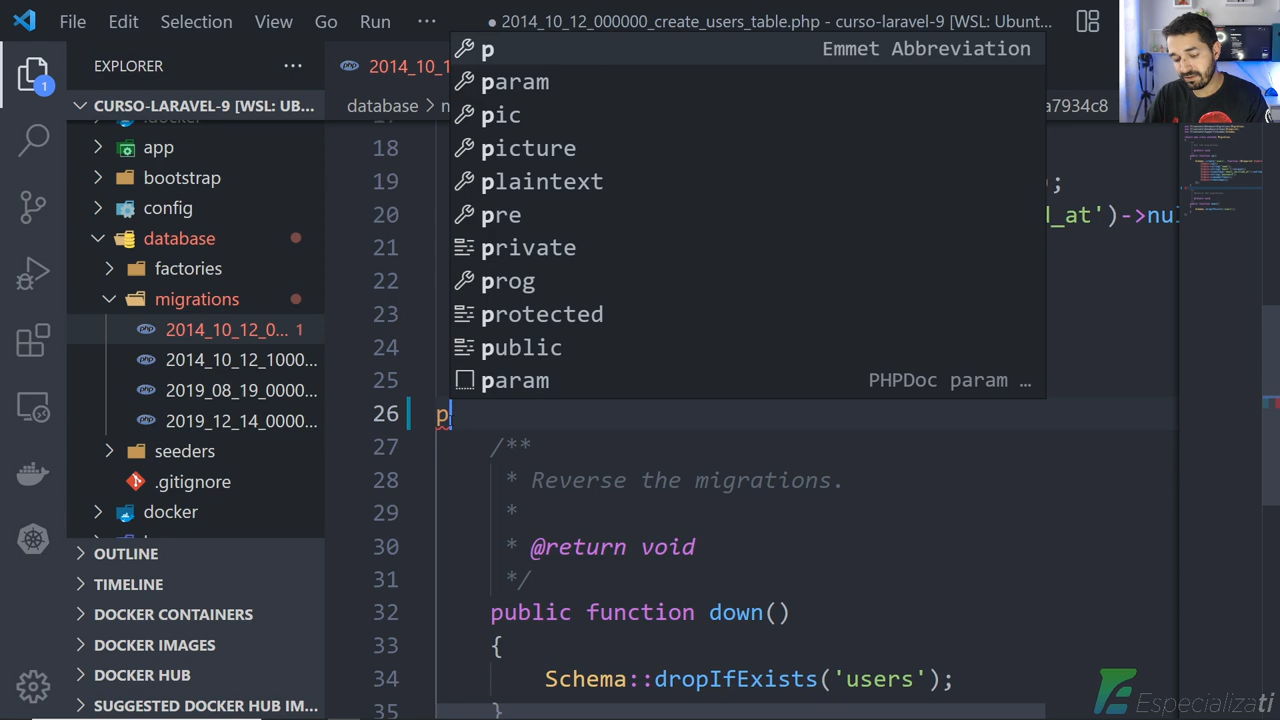 File Edit Selection View Go Run ··· ● 2014_10_12_000000_create_users_table.php - curso-laravel-9 [WSL: Ubunt...
EXPLORER ···
1
CURSO-LARAVEL-9 [WSL: UB...
app
bootstrap
config
database
factories
migrations
2014_10_12_0... 1
2014_10_12_1000...
2019_08_19_0000...
2019_12_14_0000...
seeders
.gitignore
docker
OUTLINE
TIMELINE
DOCKER CONTAINERS
DOCKER IMAGES
DOCKER HUB
SUGGESTED DOCKER HUB IM...
2014_10_1
database > m
a7934c8
p Emmet Abbreviation
param
pic
picture
plaintext
pre
private
prog
protected
public
param PHPDoc param ...
18
19 ;
20 d_at')->nu
21
22
23
24
25
26 p
27 /**
28 * Reverse the migrations.
29 *
30 * @return void
31 */
32 public function down()
33 {
34 Schema::dropIfExists('users');
35 }
Especializati